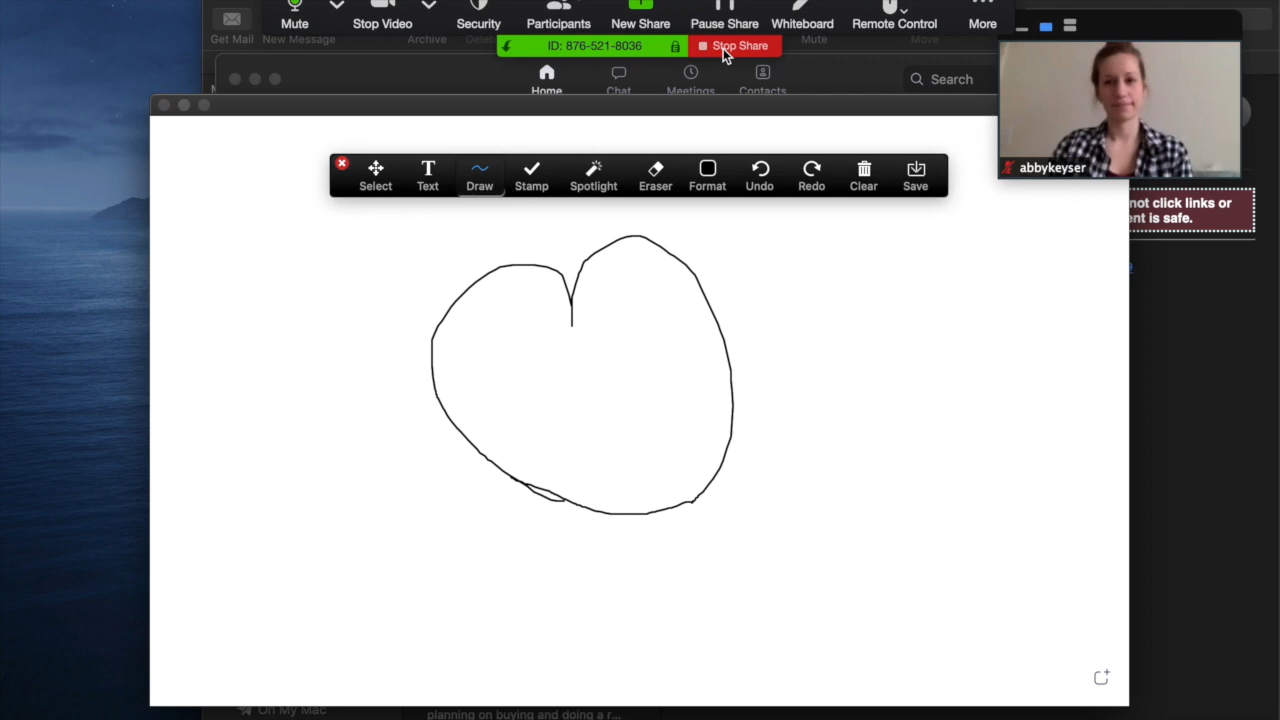 Mute Stop Video Security Participants New Share Pause Share Whiteboard Remote Control More
Get Mail New Message Archive Mute Move
ID: 876-521-8036 Stop Share
Home Chat Meetings Contacts Search
Select Text Draw Stamp Spotlight Eraser Format Undo Redo Clear Save
abbykeyser
not click links or
ent is safe.
On My Mac
planning on buying and doing a r...